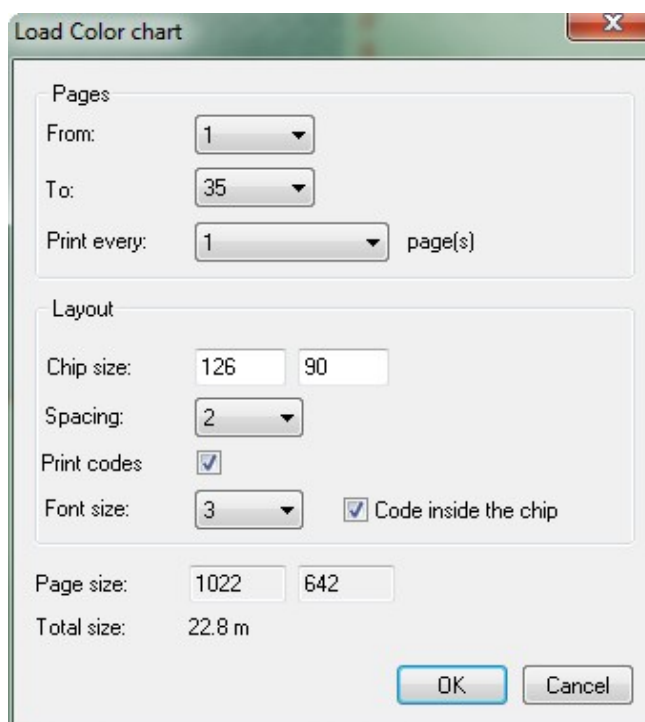 Load Color chart
Pages
From: 1
To: 35
Print every: 1 page(s)
Layout
Chip size: 126 90
Spacing: 2
Print codes
Font size: 3 Code inside the chip
Page size: 1022 642
Total size: 22.8 m
OK Cancel